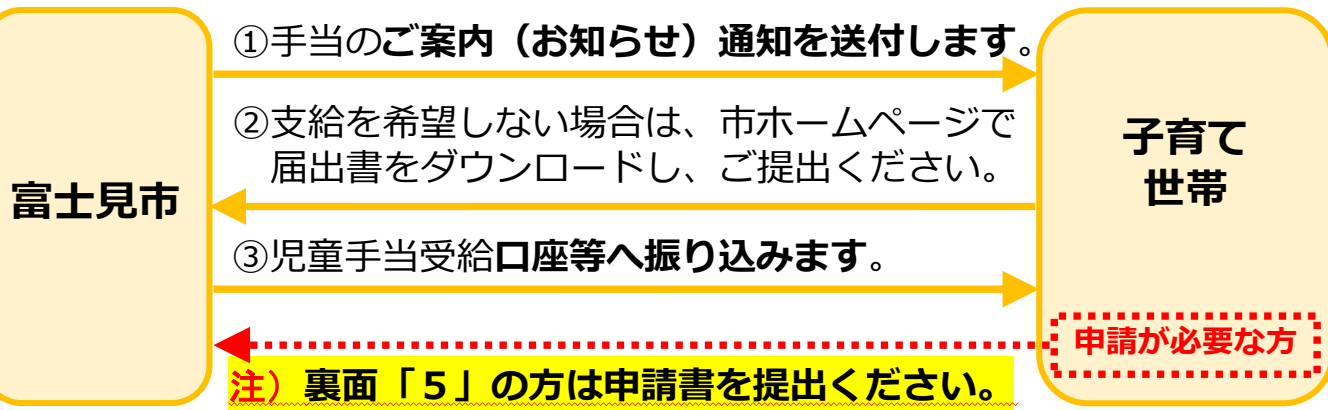 富士見市
①手当のご案内（お知らせ）通知を送付します。
②支給を希望しない場合は、市ホームページで
届出書をダウンロードし、ご提出ください。
③児童手当受給口座等へ振り込みます。
注）裏面「５」の方は申請書を提出ください。
子育て
世帯
申請が必要な方